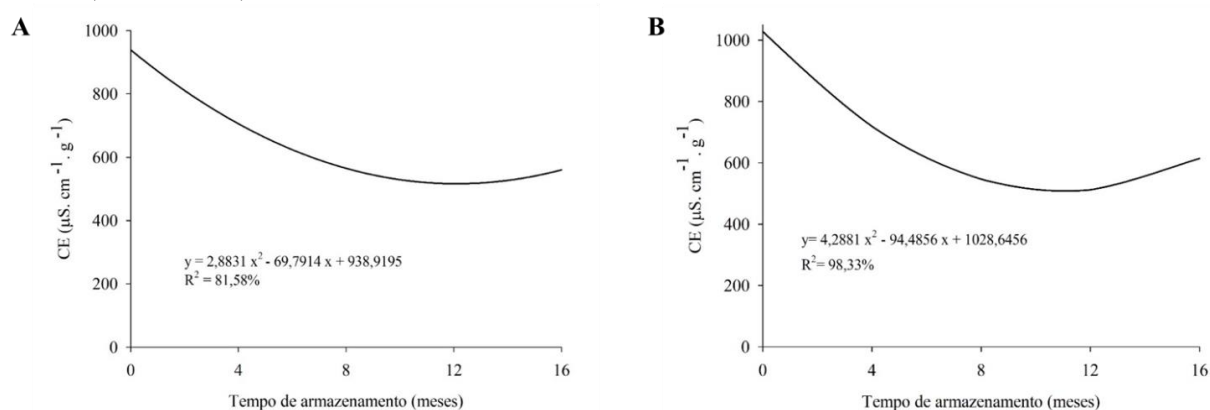 A
CE (µS. cm⁻¹ . g⁻¹)
1000
800
600
400
200
0
y = 2,8831 x² - 69,7914 x + 938,9195
R² = 81,58%
0 4 8 12 16
Tempo de armazenamento (meses)
B
CE (µS. cm⁻¹ . g⁻¹)
1000
800
600
400
200
0
y= 4,2881 x² - 94,4856 x + 1028,6456
R²= 98,33%
0 4 8 12 16
Tempo de armazenamento (meses)